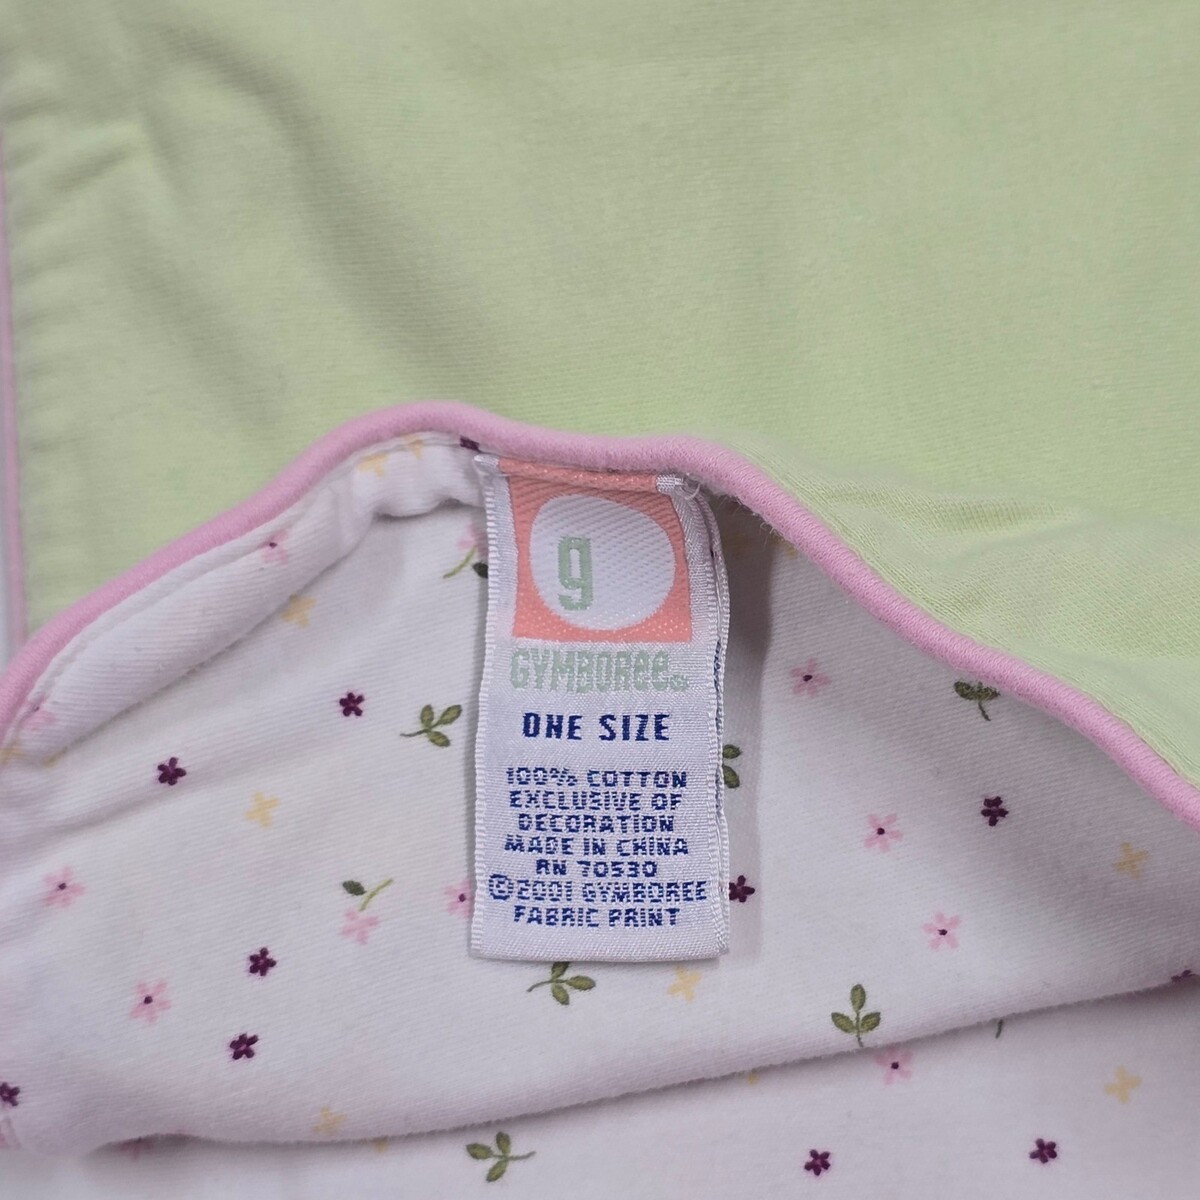 g
GYMBOREE®
ONE SIZE
100% COTTON
EXCLUSIVE OF
DECORATION
MADE IN CHINA
RN 70530
©2001 GYMBOREE
FABRIC PRINT